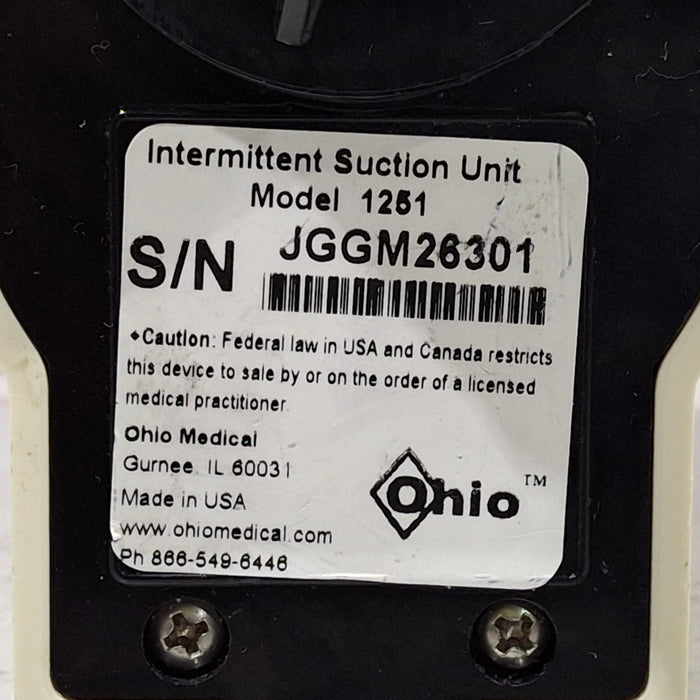 Intermittent Suction Unit
Model 1251
S/N JGGM26301
◆Caution: Federal law in USA and Canada restricts
this device to sale by or on the order of a licensed
medical practitioner.
Ohio Medical
Gurnee, IL 60031
Made in USA
www.ohiomedical.com
Ph 866-549-6446
Ohio™